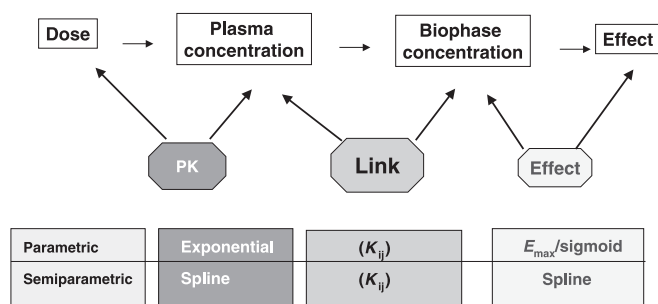 Dose
Plasma
concentration
Biophase
concentration
Effect
PK
Link
Effect
Parametric
Exponential
(Kij)
Emax/sigmoid
Semiparametric
Spline
(Kij)
Spline